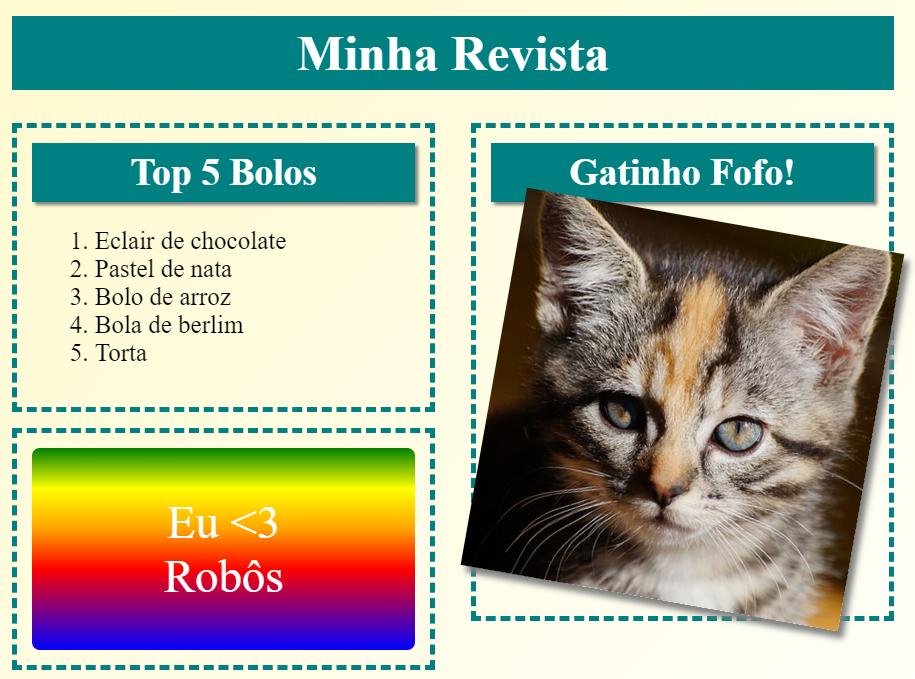 Minha Revista
Top 5 Bolos
1. Eclair de chocolate
2. Pastel de nata
3. Bolo de arroz
4. Bola de berlim
5. Torta
Gatinho Fofo!
Eu <3
Robôs